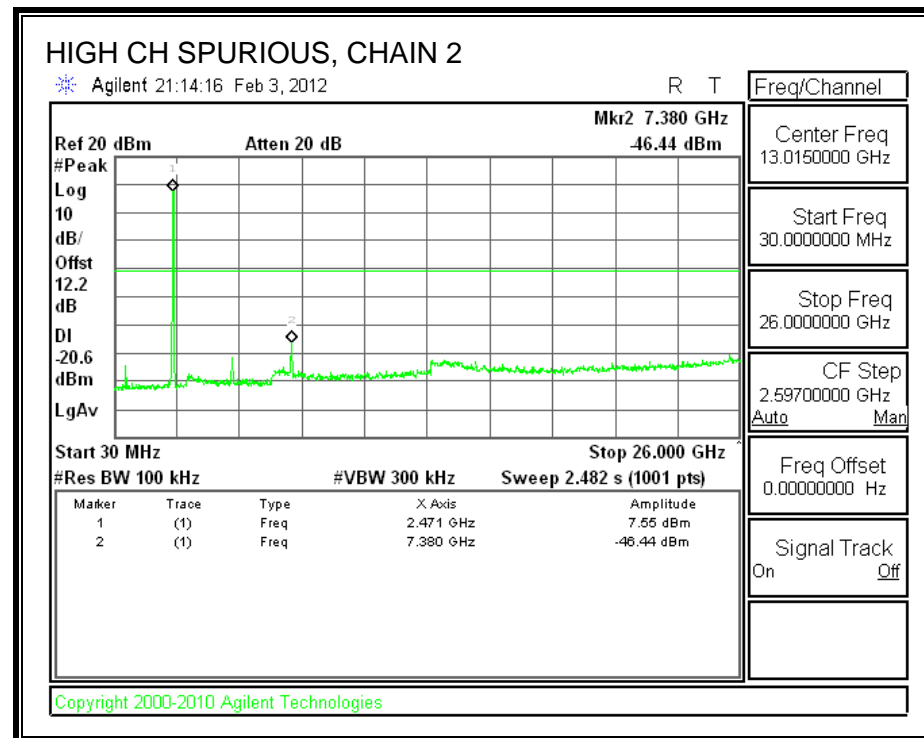 HIGH CH SPURIOUS, CHAIN 2
Agilent 21:14:16 Feb 3, 2012 R T
Freq/Channel
Mkr2 7.380 GHz
Ref 20 dBm Atten 20 dB -46.44 dBm
#Peak
Log
10
dB/
Offst
12.2
dB
DI
-20.6
dBm
LgAv
1
2
Start 30 MHz Stop 26.000 GHz
#Res BW 100 kHz #VBW 300 kHz Sweep 2.482 s (1001 pts)
Marker Trace Type X Axis Amplitude
1 (1) Freq 2.471 GHz 7.55 dBm
2 (1) Freq 7.380 GHz -46.44 dBm
Center Freq
13.0150000 GHz
Start Freq
30.0000000 MHz
Stop Freq
26.0000000 GHz
CF Step
2.59700000 GHz
Auto Man
Freq Offset
0.00000000 Hz
Signal Track
On Off
Copyright 2000-2010 Agilent Technologies